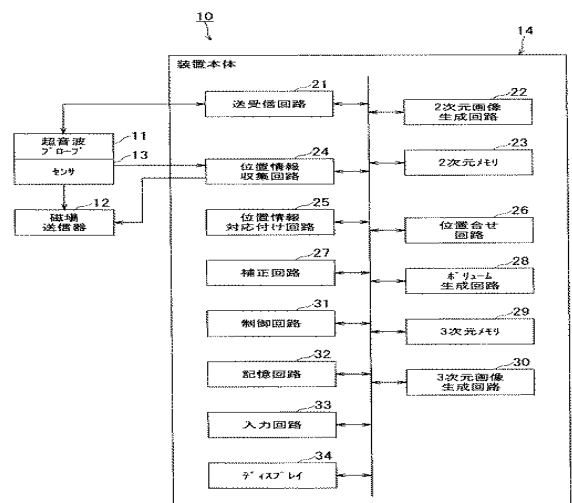 10
14
装置本体
21
送受信回路
22
2次元画像
生成回路
11
超音波
プローブ
13
センサ
12
磁場
送信器
24
位置情報
収集回路
23
2次元メモリ
25
位置情報
対応付け回路
26
位置合せ
回路
27
補正回路
28
ボリューム
生成回路
31
制御回路
29
3次元メモリ
32
記憶回路
30
3次元画像
生成回路
33
入力回路
34
ディスプレイ